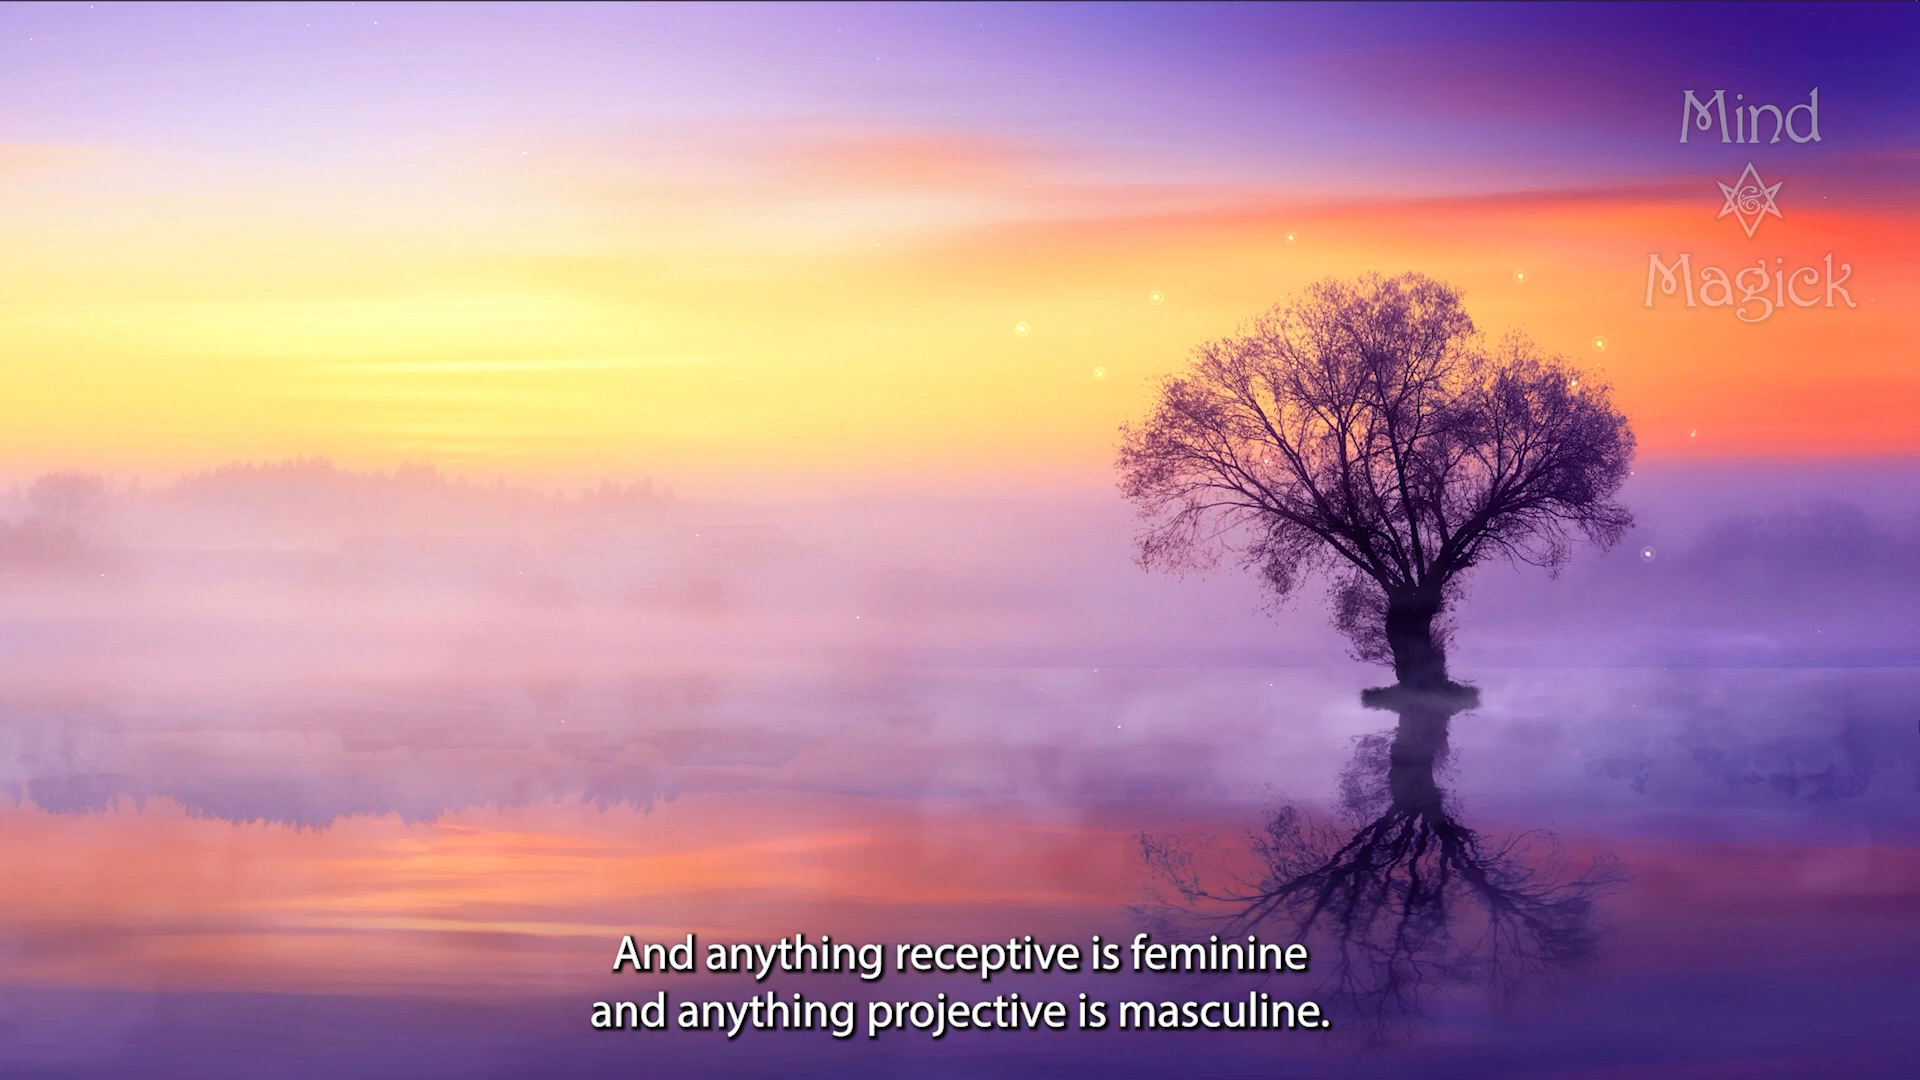 Mind
Magick
And anything receptive is feminine
and anything projective is masculine.